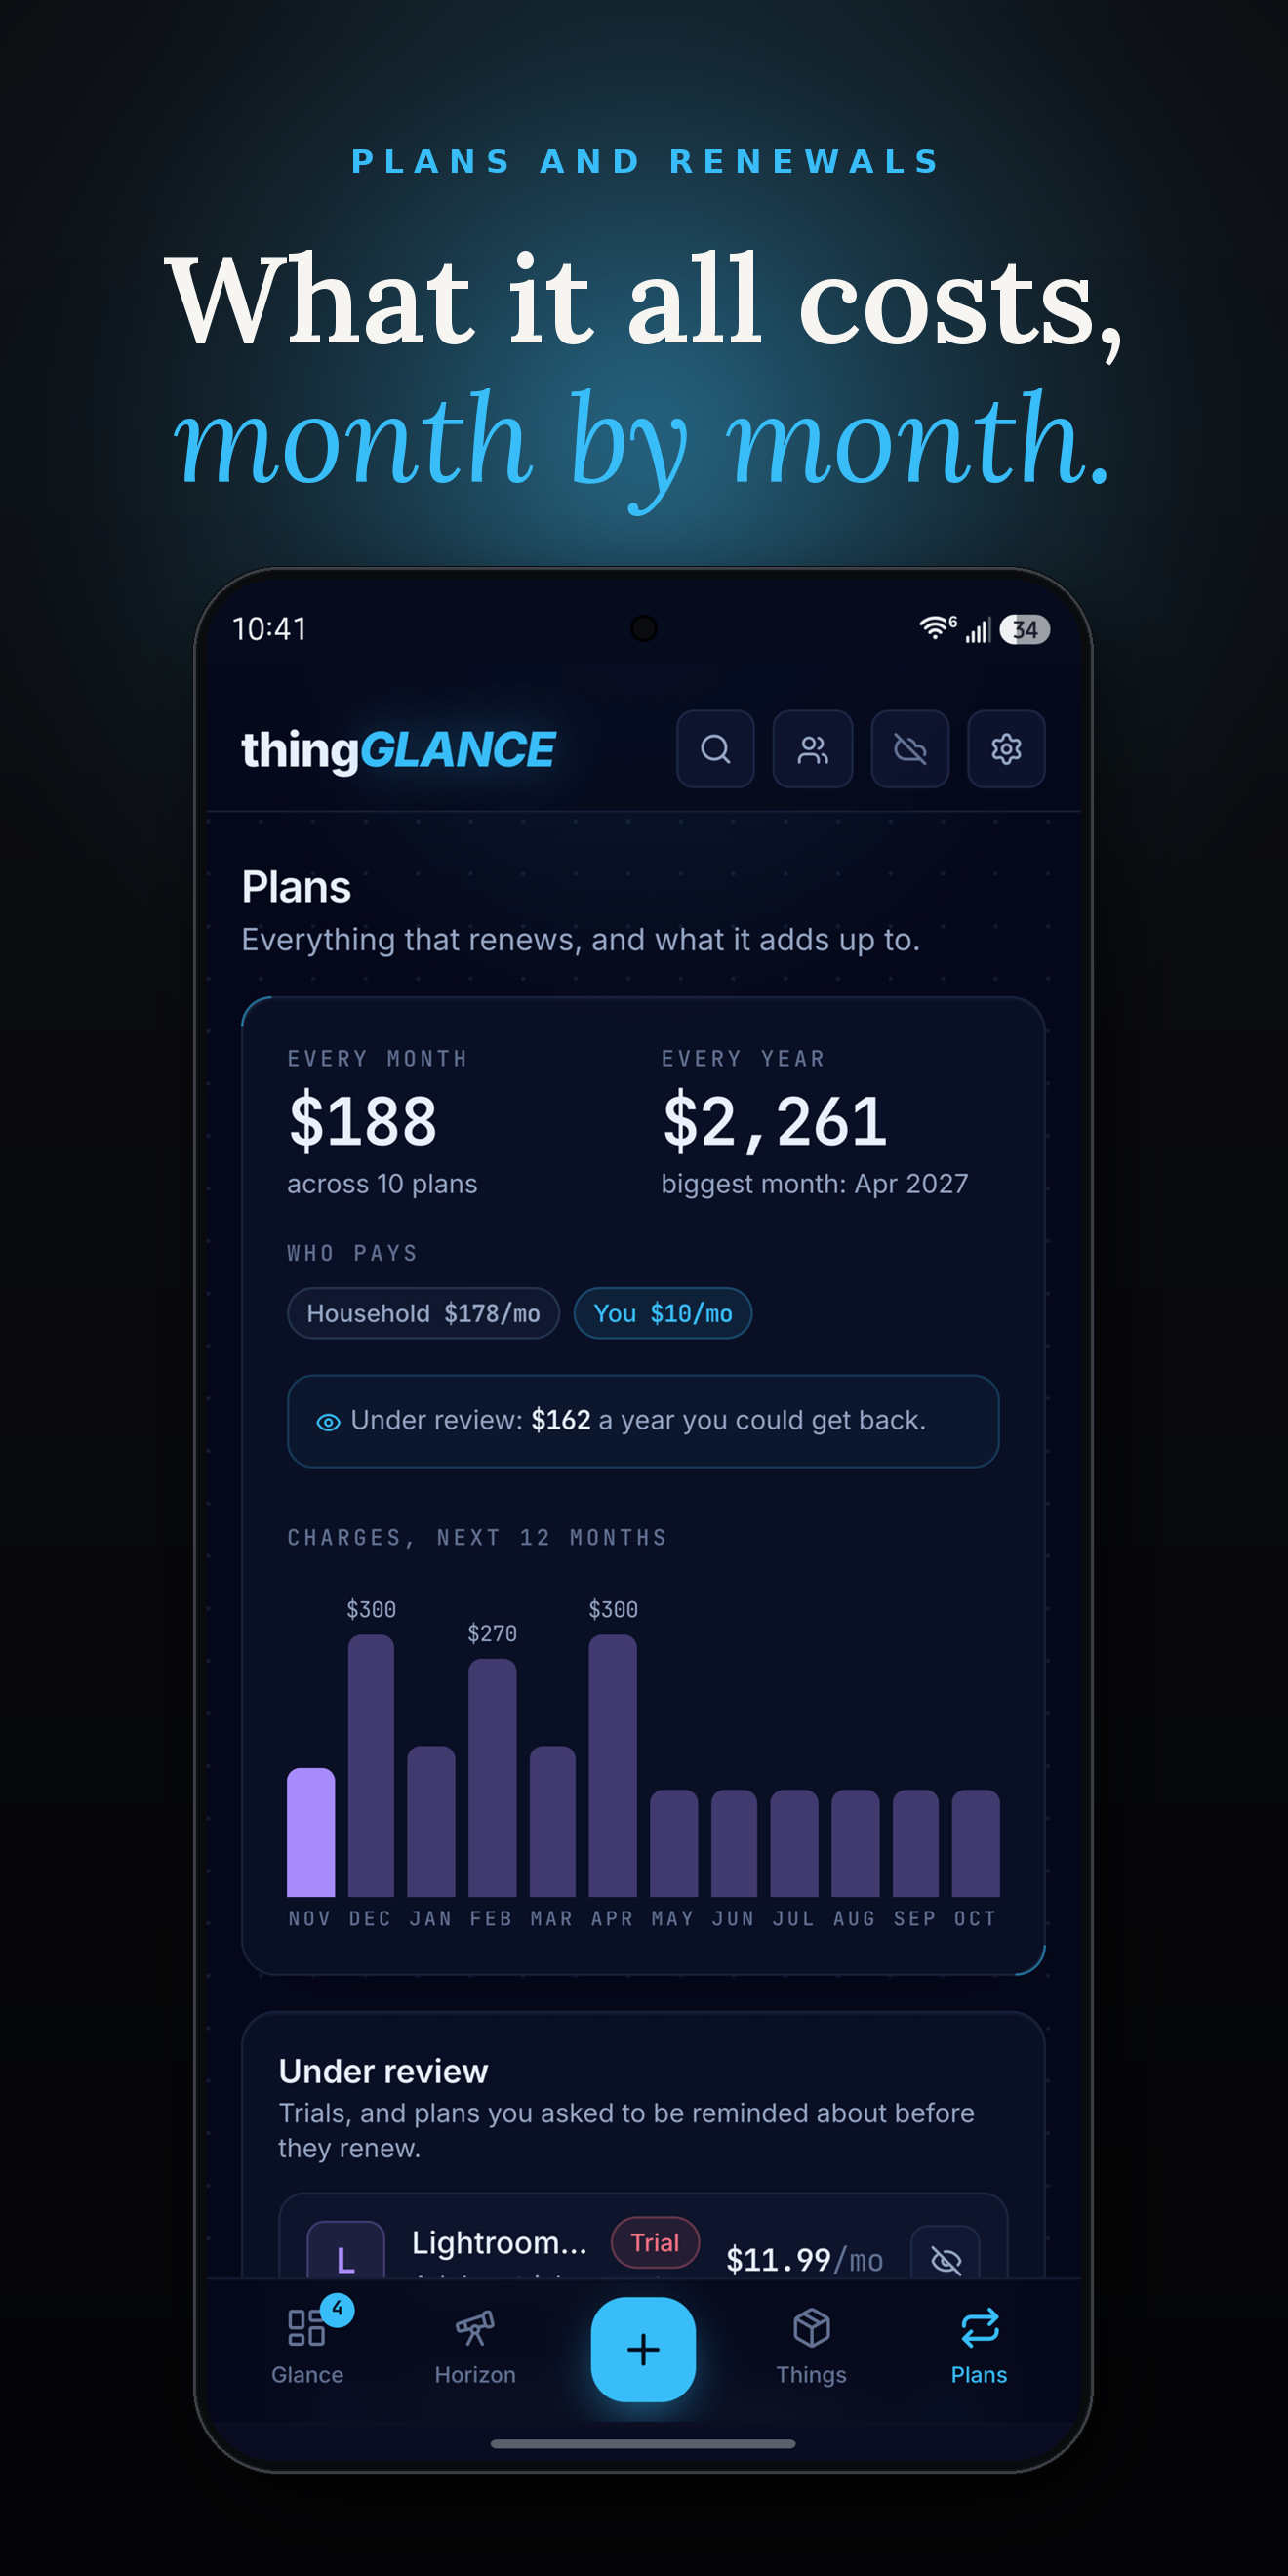 PLANS AND RENEWALS
What it all costs,
month by month.
10:41
6
34
thingGLANCE
Plans
Everything that renews, and what it adds up to.
EVERY MONTH
EVERY YEAR
$188
$2,261
across 10 plans
biggest month: Apr 2027
WHO PAYS
Household $178/mo
You $10/mo
Under review: $162 a year you could get back.
CHARGES, NEXT 12 MONTHS
$300
$270
$300
NOV DEC JAN FEB MAR APR MAY JUN JUL AUG SEP OCT
Under review
Trials, and plans you asked to be reminded about before
they renew.
L
Lightroom...
Trial
$11.99/mo
4
Glance
Horizon
Things
Plans